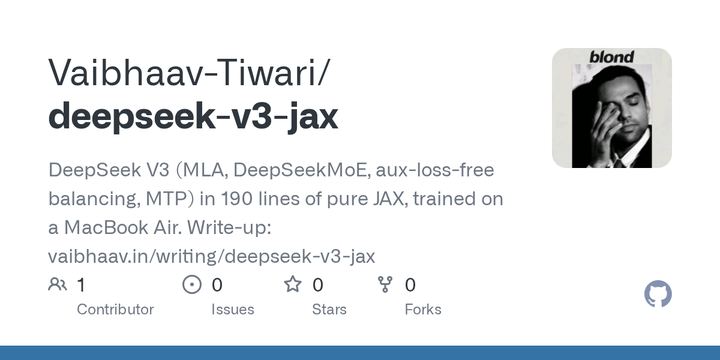 Vaibhaav-Tiwari/
deepseek-v3-jax
blond
DeepSeek V3 (MLA, DeepSeekMoE, aux-loss-free
balancing, MTP) in 190 lines of pure JAX, trained on
a MacBook Air. Write-up:
vaibhaav.in/writing/deepseek-v3-jax
1 0 0 0
Contributor Issues Stars Forks